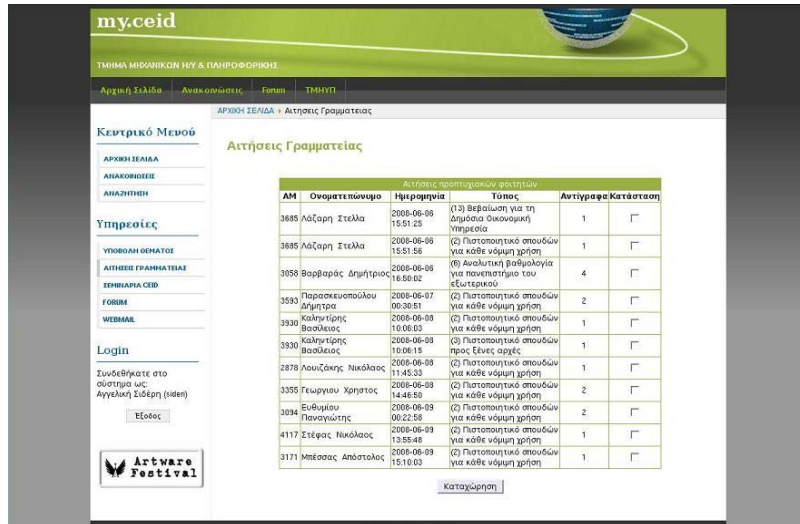 my.ceid
ΤΜΗΜΑ ΜΗΧΑΝΙΚΩΝ Η/Υ & ΠΛΗΡΟΦΟΡΙΚΗΣ
Αρχική Σελίδα Ανακοινώσεις Forum ΤΜΗΥΠ
ΑΡΧΙΚΗ ΣΕΛΙΔΑ Αιτησεις Γραμματειας
Κεντρικό Μενού
ΑΡΧΙΚΗ ΣΕΛΙΔΑ
ΑΝΑΚΟΙΝΩΣΕΙΣ
ΑΝΑΖΗΤΗΣΗ
Υπηρεσίες
ΥΠΟΒΟΛΗ ΘΕΜΑΤΟΣ
ΑΙΤΗΣΕΙΣ ΓΡΑΜΜΑΤΕΙΑΣ
ΣΕΜΙΝΑΡΙΑ CEID
FORUM
WEBMAIL
Login
Συνδεθήκατε στο
σύστημα ως:
Αγγελική Σιδέρη (sideri)
Έξοδος
Artware
Festival
Αιτήσεις Γραμματείας
Αιτήσεις προπτυχιακών φοιτητών
ΑΜ Ονοματεπώνυμο Ημερομηνία Τύπος Αντίγραφα Κατάσταση
(13) Βεβαίωση για τη
3685 Λάζαρη Στελλα 2008-06-06 Δημόσια Οικονομική 1
15:51:25 Υπηρεσία
3685 Λάζαρη Στελλα 2008-06-06 (2) Πιστοποιητικό σπουδών 1
15:51:56 για κάθε νόμιμη χρήση
(6) Αναλυτική βαθμολογία
3058 Βαρβαράς Δημήτριος 2008-06-06 για πανεπιστήμιο του 4
16:50:02 εξωτερικού
3593 Παρασκευοπούλου 2008-06-07 (2) Πιστοποιητικό σπουδών 2
Δήμητρα 00:30:51 για κάθε νόμιμη χρήση
3930 Καληντίρης 2008-06-08 (2) Πιστοποιητικό σπουδών 1
Βασίλειος 10:06:03 για κάθε νόμιμη χρήση
3930 Καληντίρης 2008-06-08 (3) Πιστοποιητικό σπουδών 1
Βασίλειος 10:06:15 προς ξένες αρχές
2878 Λουιζάκης Νικόλαος 2008-06-08 (2) Πιστοποιητικό σπουδών 1
11:45:33 για κάθε νόμιμη χρήση
3355 Γεωργιου Χρηστος 2008-06-08 (2) Πιστοποιητικό σπουδών 2
14:46:50 για κάθε νόμιμη χρήση
3094 Ευθυμίου 2008-06-09 (2) Πιστοποιητικό σπουδών 2
Παναγιώτης 00:22:58 για κάθε νόμιμη χρήση
4117 Στέφας Νικόλαος 2008-06-09 (2) Πιστοποιητικό σπουδών 1
13:55:48 για κάθε νόμιμη χρήση
3171 Μπέσσας Απόστολος 2008-06-09 (2) Πιστοποιητικό σπουδών 1
15:10:03 για κάθε νόμιμη χρήση
Καταχώρηση